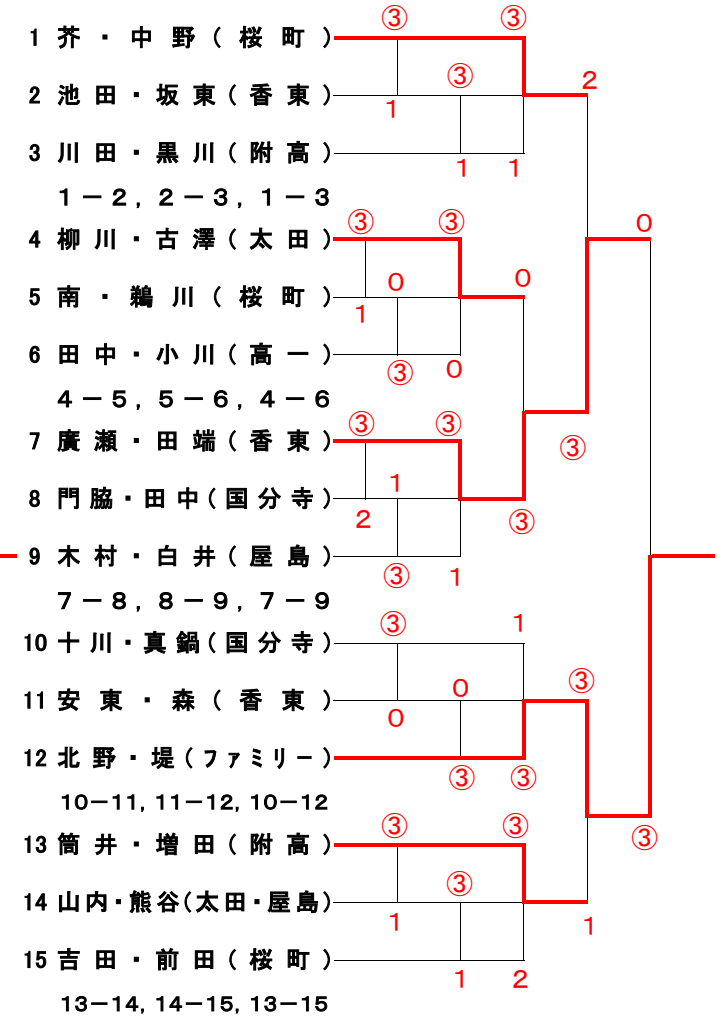 ③ ③
1 芥・中野(桜町)
③ 2
2 池田・坂東(香東)
1
3 川田・黒川(附高)
1 1
1－2, 2－3, 1－3
③ ③ 0
4 柳川・古澤(太田)
0 0
5 南・鵜川(桜町)
1
6 田中・小川(高一)
③ 0
4－5, 5－6, 4－6
③ ③ ③
7 廣瀬・田端(香東)
1
8 門脇・田中(国分寺)
2 ③
9 木村・白井(屋島)
③ 1
7－8, 8－9, 7－9
③ 1
10 十川・真鍋(国分寺)
0 ③
11 安東・森(香東)
0
12 北野・堤(ファミリー)
③ ③
10－11, 11－12, 10－12
③ ③ ③
13 筒井・増田(附高)
③
14 山内・熊谷(太田・屋島)
1 1
15 吉田・前田(桜町)
1 2
13－14, 14－15, 13－15